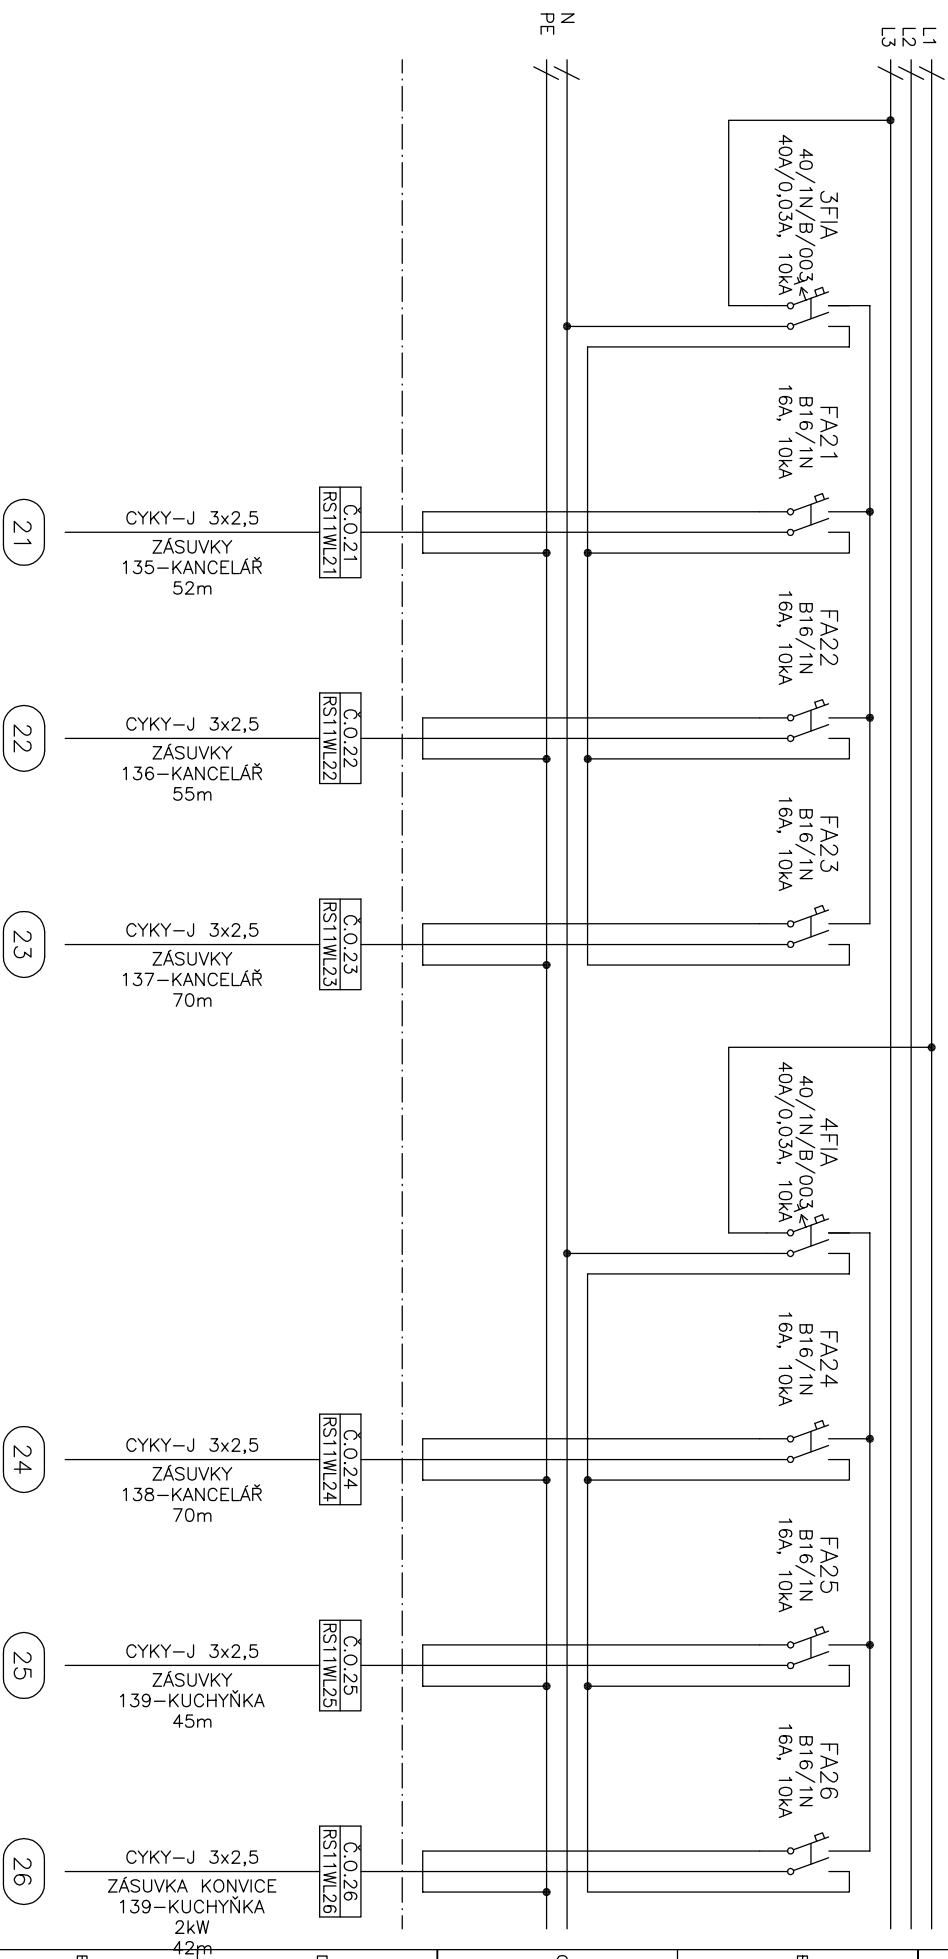 L1
L2
L3
N
PE
3FIA
40/1N/B/003
40A/0,03A, 10kA
FA21
B16/1N
16A, 10kA
Č.O.21
RS11WL21
CYKY-J 3x2,5
ZÁSUVKY
135-KANCELÁŘ
52m
21
FA22
B16/1N
16A, 10kA
Č.O.22
RS11WL22
CYKY-J 3x2,5
ZÁSUVKY
136-KANCELÁŘ
55m
22
FA23
B16/1N
16A, 10kA
Č.O.23
RS11WL23
CYKY-J 3x2,5
ZÁSUVKY
137-KANCELÁŘ
70m
23
4FIA
40/1N/B/003
40A/0,03A, 10kA
FA24
B16/1N
16A, 10kA
Č.O.24
RS11WL24
CYKY-J 3x2,5
ZÁSUVKY
138-KANCELÁŘ
70m
24
FA25
B16/1N
16A, 10kA
Č.O.25
RS11WL25
CYKY-J 3x2,5
ZÁSUVKY
139-KUCHYŇKA
45m
25
FA26
B16/1N
16A, 10kA
Č.O.26
RS11WL26
CYKY-J 3x2,5
ZÁSUVKA KONVICE
139-KUCHYŇKA
2kW
42m
26